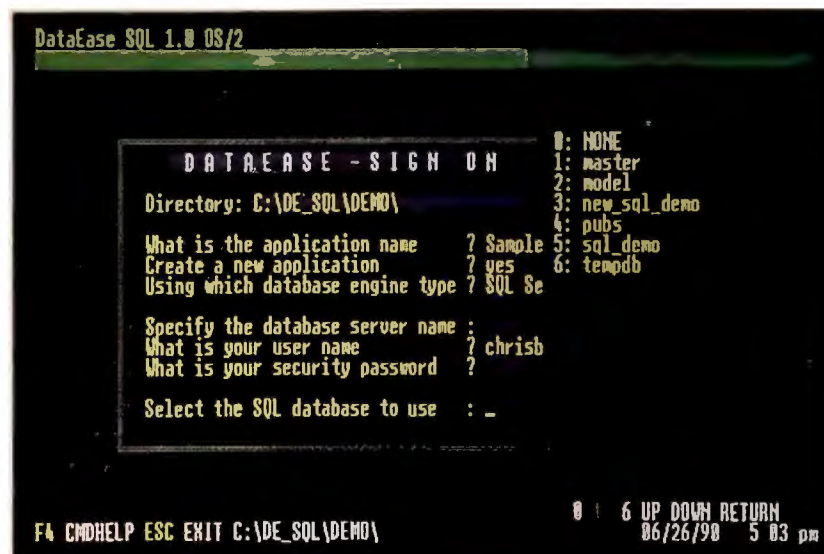 DataEase SQL 1.0 OS/2
D A T A E A S E - S I G N  O N
Directory: C:\DE_SQL\DEMO\
What is the application name ? Sample
Create a new application ? yes
Using which database engine type ? SQL Se
Specify the database server name :
What is your user name ? chrisb
What is your security password ?
Select the SQL database to use : _
0: NONE
1: master
2: model
3: new_sql_demo
4: pubs
5: sql_demo
6: tempdb
0 6 UP DOWN RETURN
F4 CMDHELP ESC EXIT C:\DE_SQL\DEMO\ 06/26/90 5 03 pm